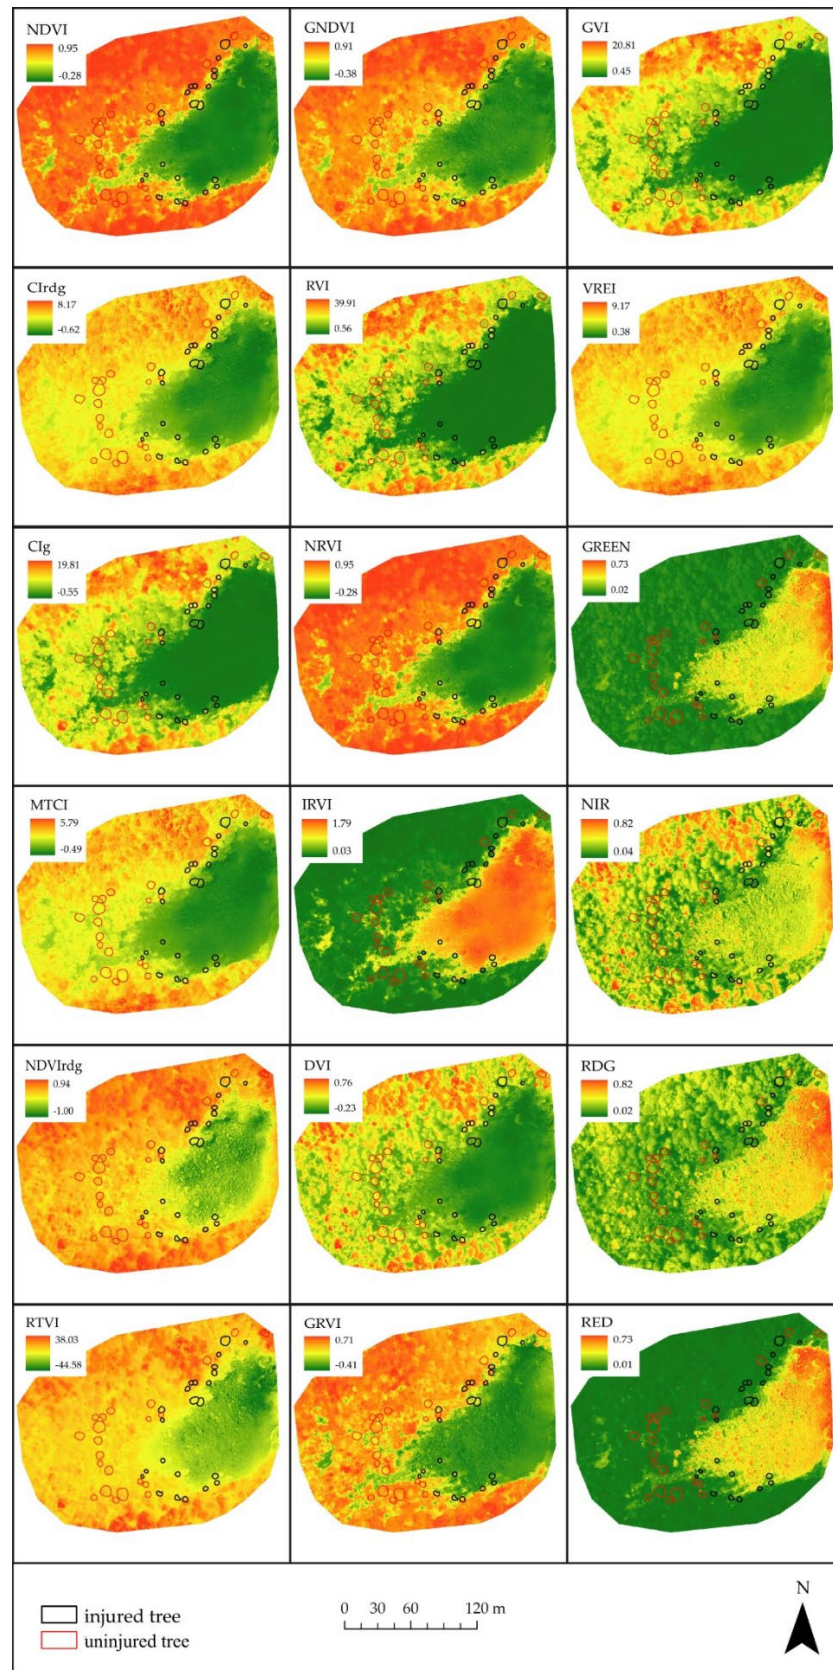 NDVI
0.95
-0.28
GNDVI
0.91
-0.38
GVI
20.81
0.45
CIrdg
8.17
-0.62
RVI
39.91
0.56
VREI
9.17
0.38
CIg
19.81
-0.55
NRVI
0.95
-0.28
GREEN
0.73
0.02
MTCI
5.79
-0.49
IRVI
1.79
0.03
NIR
0.82
0.04
NDVIrdg
0.94
-1.00
DVI
0.76
-0.23
RDG
0.82
0.02
RTVI
38.03
-44.58
GRVI
0.71
-0.41
RED
0.73
0.01
injured tree
uninjured tree
0 30 60 120 m
N